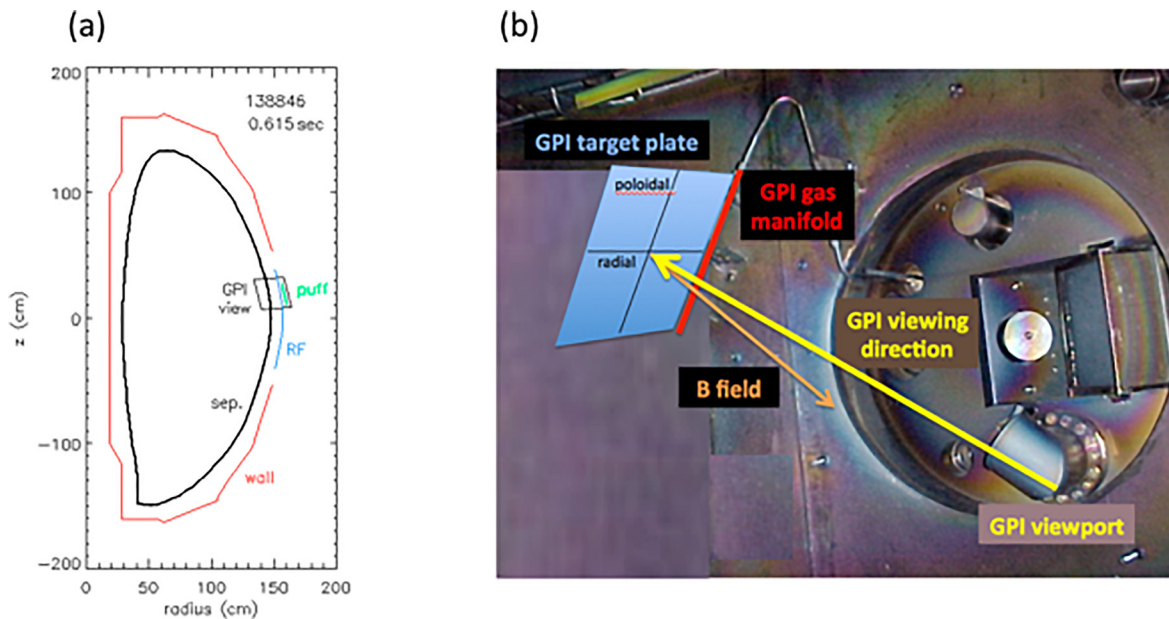 (a)
200
100
0
−100
−200
z (cm)
0
50
100
150
200
radius (cm)
138846
0.615 sec
GPI
view
puff
RF
sep.
wall
(b)
GPI target plate
poloidal
radial
GPI gas
manifold
GPI viewing
direction
B field
GPI viewport